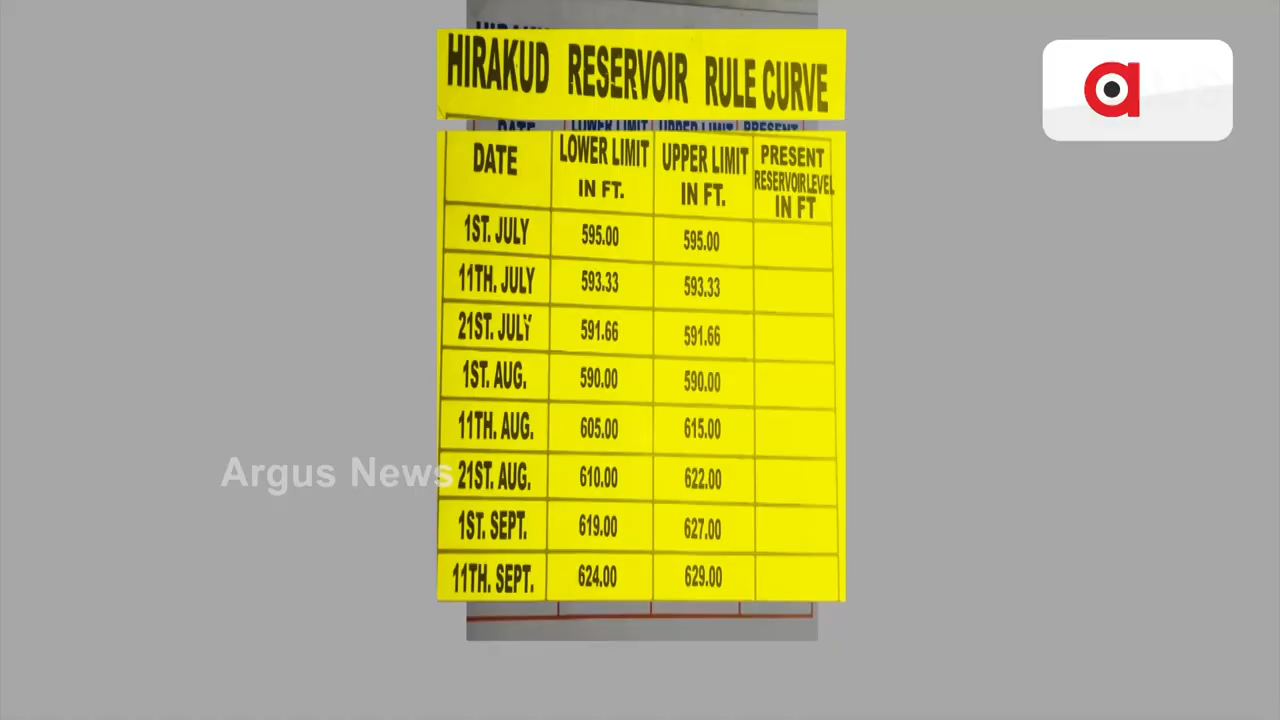 HIRAKUD RESERVOIR RULE CURVE
DATE LOWER LIMIT IN FT. UPPER LIMIT IN FT. PRESENT RESERVOIR LEVEL IN FT
1ST. JULY 595.00 595.00
11TH. JULY 593.33 593.33
21ST. JULY 591.66 591.66
1ST. AUG. 590.00 590.00
11TH. AUG. 605.00 615.00
21ST. AUG. 610.00 622.00
1ST. SEPT. 619.00 627.00
11TH. SEPT. 624.00 629.00
Argus News
a